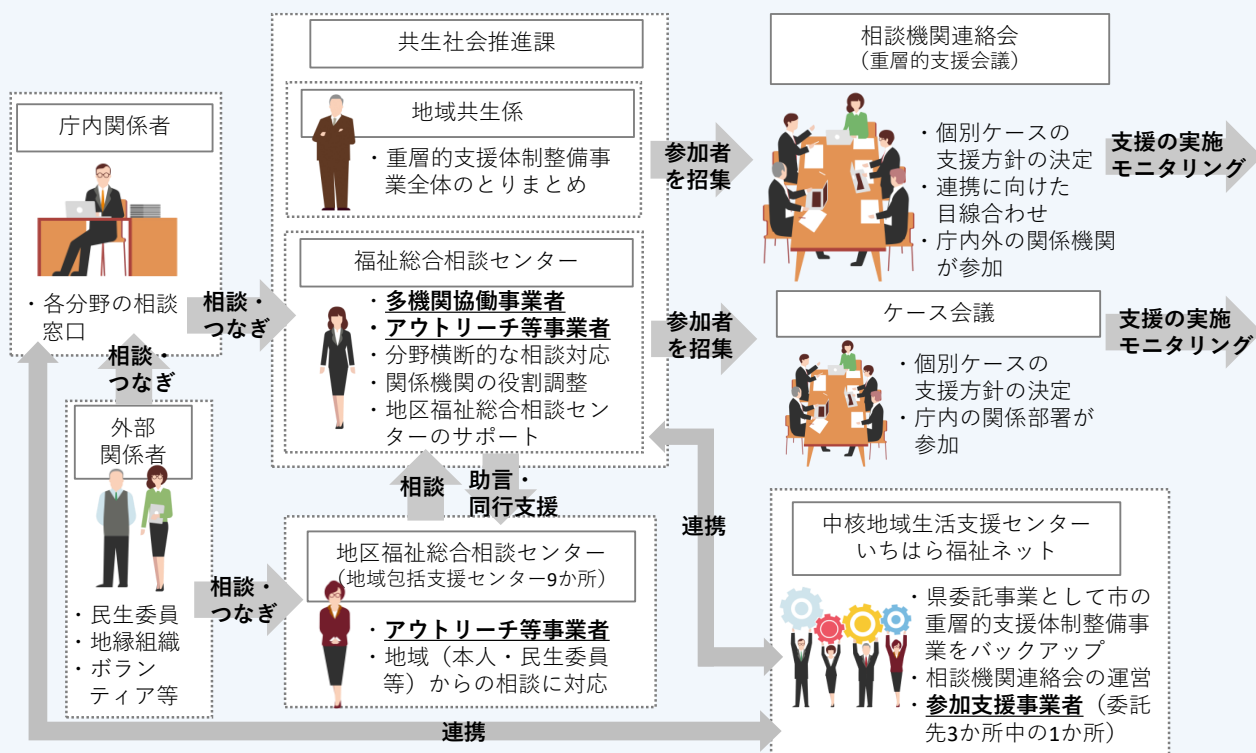 庁内関係者
・各分野の相談
窓口
相談・
つなぎ
外部
関係者
・民生委員
・地縁組織
・ボラン
ティア等
相談・
つなぎ
相談・
つなぎ
共生社会推進課
地域共生係
・重層的支援体制整備事
業全体のとりまとめ
福祉総合相談センター
・多機関協働事業者
・アウトリーチ等事業者
・分野横断的な相談対応
・関係機関の役割調整
・地区福祉総合相談セン
ターのサポート
相談
助言・
同行支援
地区福祉総合相談センター
（地域包括支援センター9か所）
・アウトリーチ等事業者
・地域（本人・民生委員
等）からの相談に対応
参加者
を招集
相談機関連絡会
（重層的支援会議）
・個別ケースの
支援方針の決定
・連携に向けた
目線合わせ
・庁内外の関係機関
が参加
支援の実施
モニタリング
参加者
を招集
ケース会議
・個別ケースの
支援方針の決定
・庁内の関係部署が
参加
支援の実施
モニタリング
連携
中核地域生活支援センター
いちはら福祉ネット
・県委託事業として市の
重層的支援体制整備事
業をバックアップ
・相談機関連絡会の運営
・参加支援事業者（委託
先3か所中の1か所）
連携